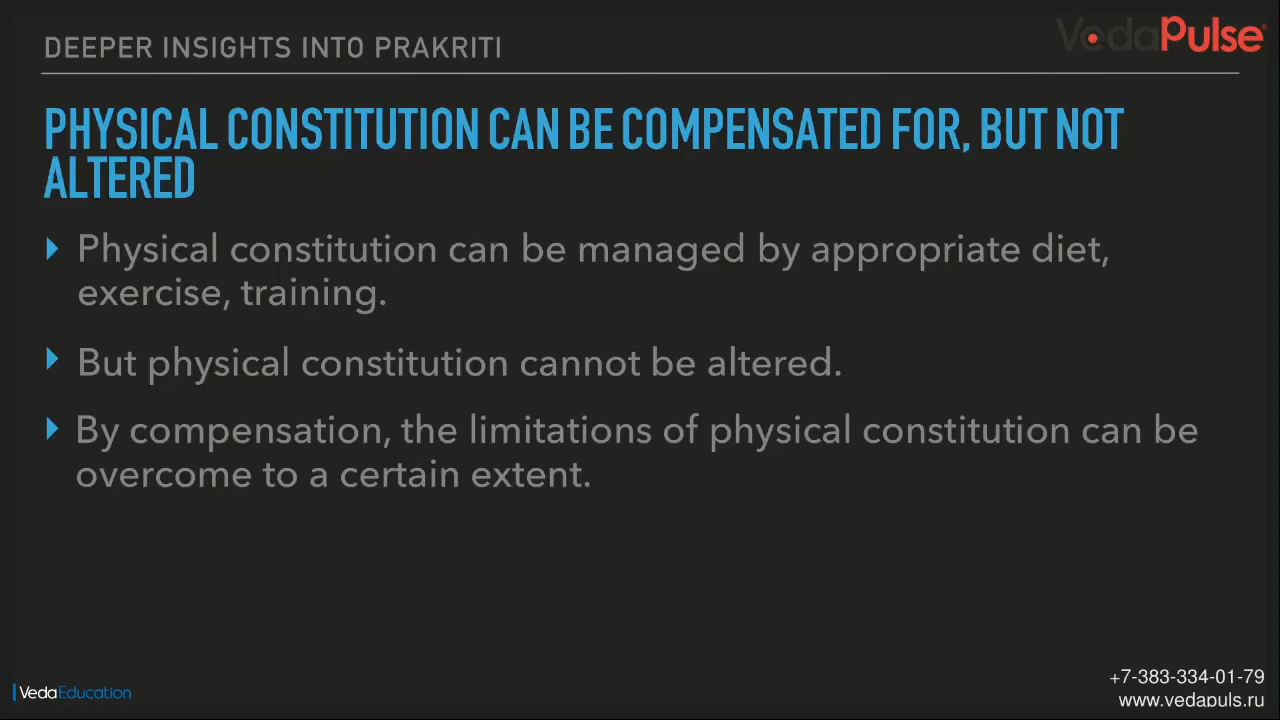 DEEPER INSIGHTS INTO PRAKRITI
VedaPulse®
PHYSICAL CONSTITUTION CAN BE COMPENSATED FOR, BUT NOT
ALTERED
Physical constitution can be managed by appropriate diet,
exercise, training.
But physical constitution cannot be altered.
By compensation, the limitations of physical constitution can be
overcome to a certain extent.
VedaEducation
+7-383-334-01-79
www.vedapuls.ru